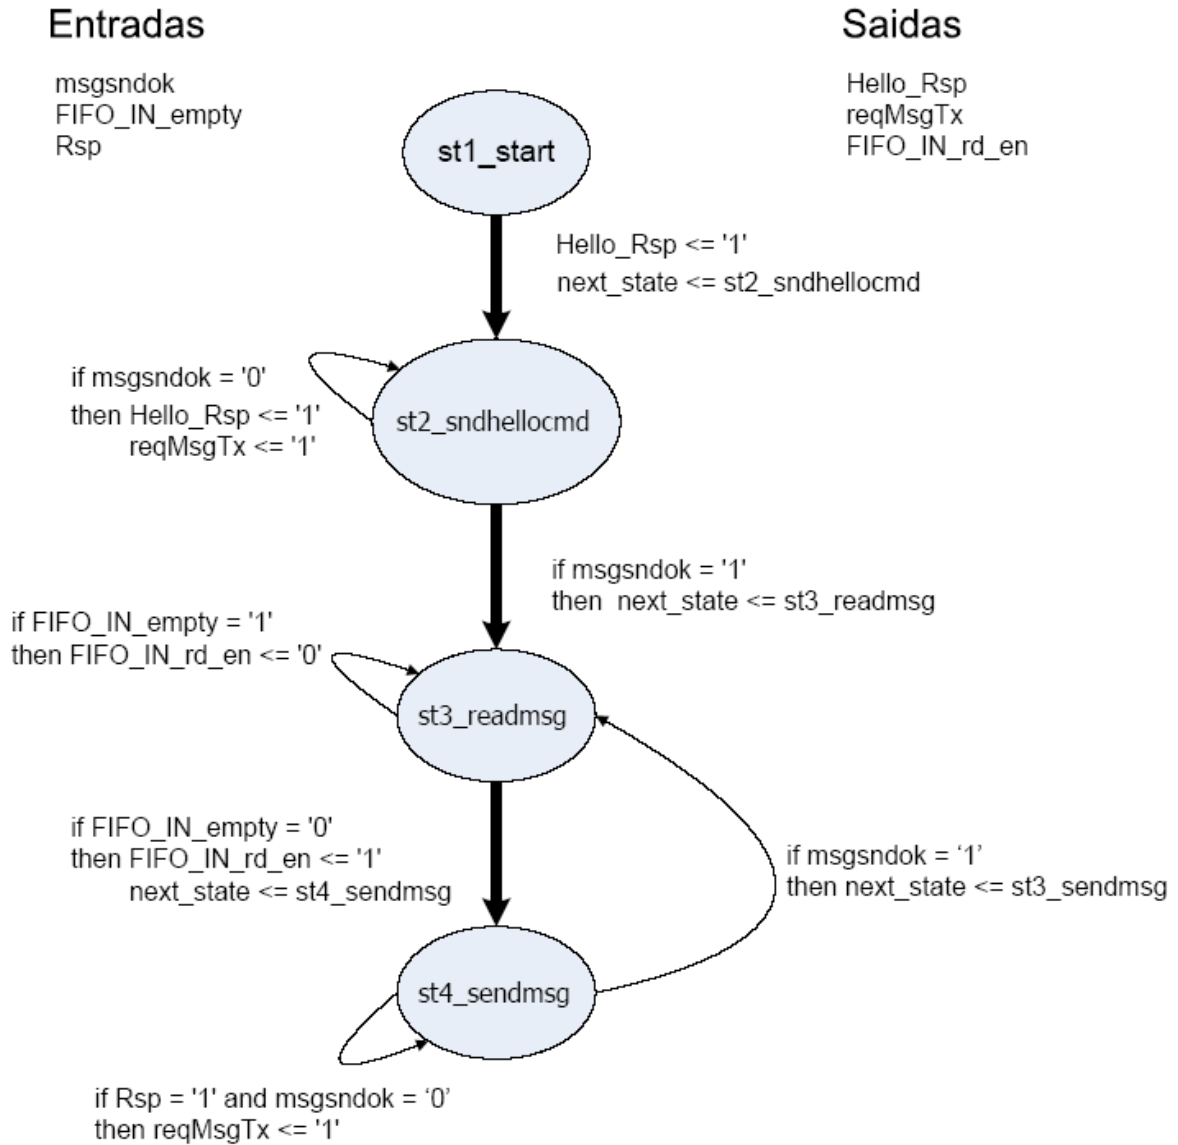 Entradas
Saidas
msgsndok
FIFO_IN_empty
Rsp
Hello_Rsp
reqMsgTx
FIFO_IN_rd_en
st1_start
Hello_Rsp <= '1'
next_state <= st2_sndhellocmd
if msgsndok = '0'
then Hello_Rsp <= '1'
reqMsgTx <= '1'
st2_sndhellocmd
if msgsndok = '1'
then next_state <= st3_readmsg
if FIFO_IN_empty = '1'
then FIFO_IN_rd_en <= '0'
st3_readmsg
if FIFO_IN_empty = '0'
then FIFO_IN_rd_en <= '1'
next_state <= st4_sendmsg
if msgsndok = ‘1’
then next_state <= st3_sendmsg
st4_sendmsg
if Rsp = '1' and msgsndok = ‘0’
then reqMsgTx <= '1'